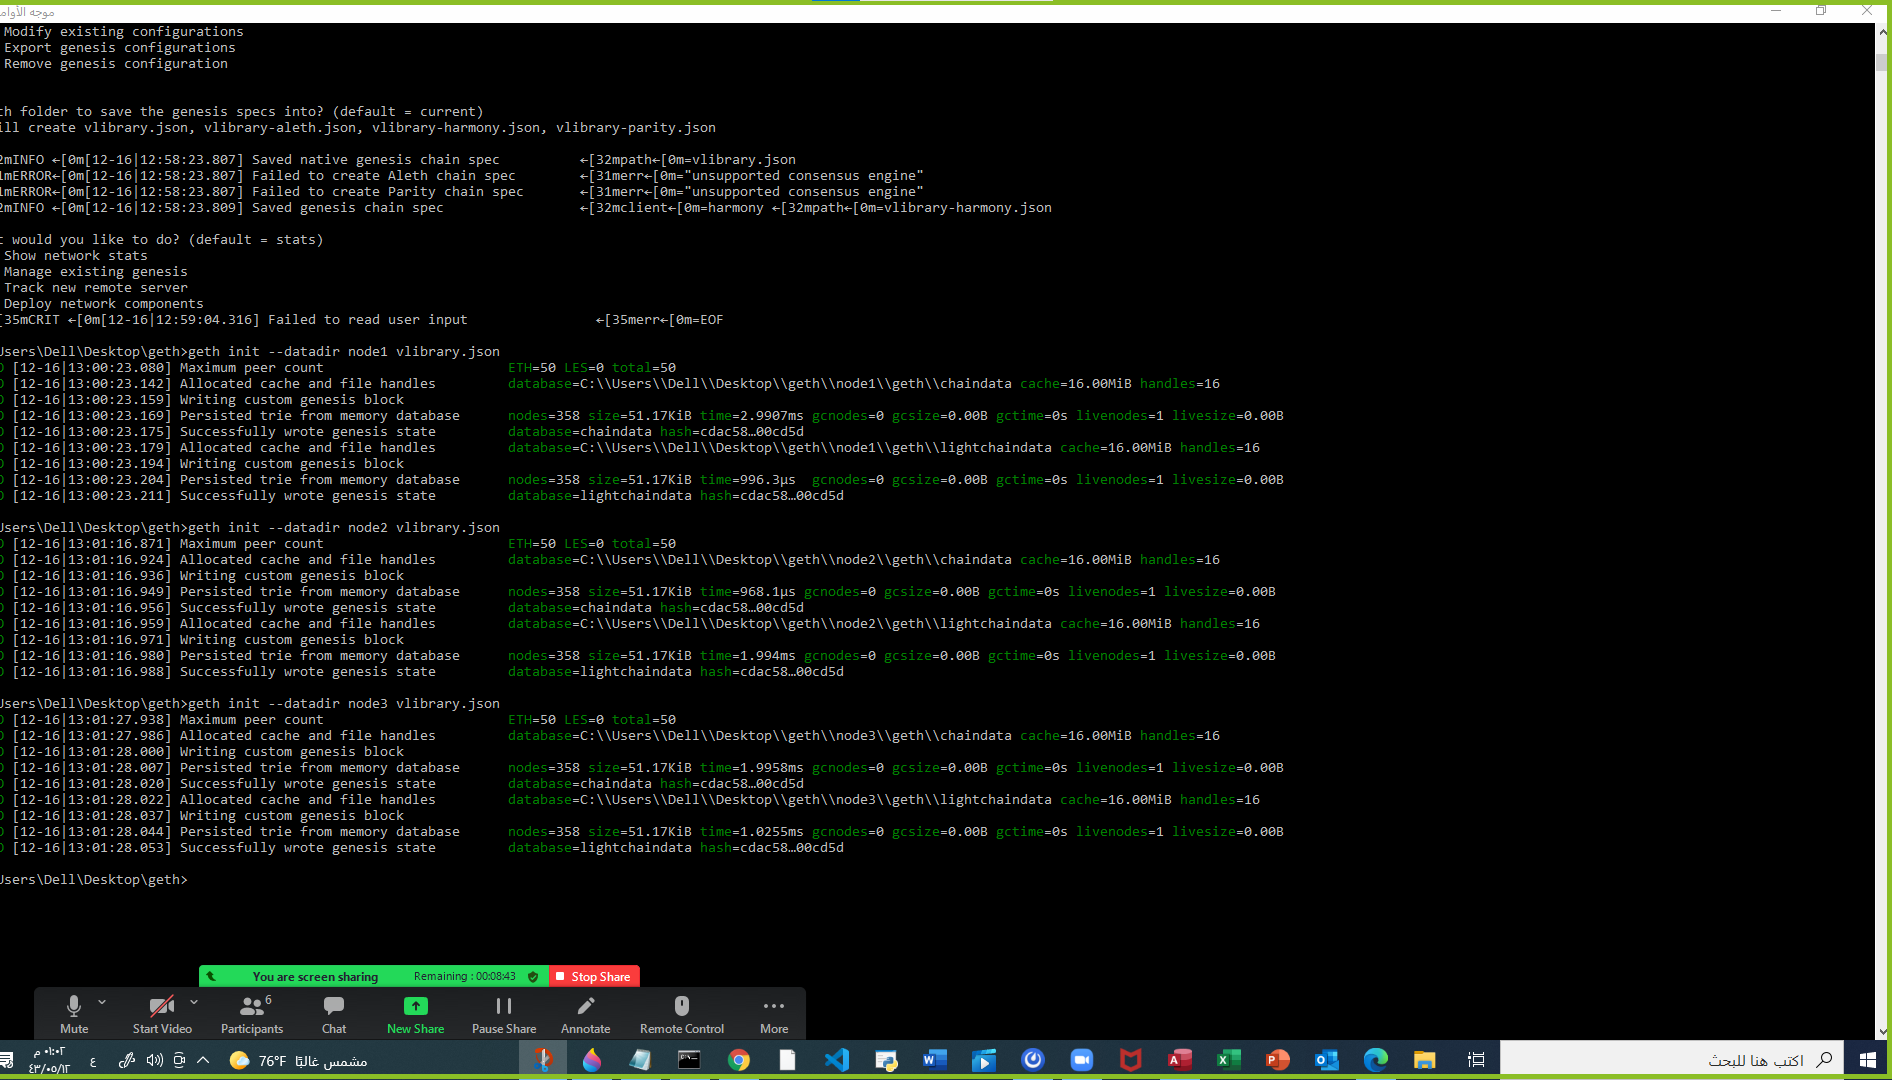 موجه الأوام
Modify existing configurations
Export genesis configurations
Remove genesis configuration
ch folder to save the genesis specs into? (default = current)
ill create vlibrary.json, vlibrary-aleth.json, vlibrary-harmony.json, vlibrary-parity.json
2mINFO ←[0m[12-16|12:58:23.807] Saved native genesis chain spec ←[32mpath←[0m=vlibrary.json
1mERROR←[0m[12-16|12:58:23.807] Failed to create Aleth chain spec ←[31merr←[0m="unsupported consensus engine"
1mERROR←[0m[12-16|12:58:23.807] Failed to create Parity chain spec ←[31merr←[0m="unsupported consensus engine"
2mINFO ←[0m[12-16|12:58:23.809] Saved genesis chain spec ←[32mclient←[0m=harmony ←[32mpath←[0m=vlibrary-harmony.json
t would you like to do? (default = stats)
Show network stats
Manage existing genesis
Track new remote server
Deploy network components
[35mCRIT ←[0m[12-16|12:59:04.316] Failed to read user input ←[35merr←[0m=EOF
Users\Dell\Desktop\geth>geth init --datadir node1 vlibrary.json
O [12-16|13:00:23.080] Maximum peer count ETH=50 LES=0 total=50
O [12-16|13:00:23.142] Allocated cache and file handles database=C:\\Users\\Dell\\Desktop\\geth\\node1\\geth\\chaindata cache=16.00MiB handles=16
O [12-16|13:00:23.159] Writing custom genesis block
O [12-16|13:00:23.169] Persisted trie from memory database nodes=358 size=51.17KiB time=2.9907ms gcnodes=0 gcsize=0.00B gctime=0s livenodes=1 livesize=0.00B
O [12-16|13:00:23.175] Successfully wrote genesis state database=chaindata hash=cdac58…00cd5d
O [12-16|13:00:23.179] Allocated cache and file handles database=C:\\Users\\Dell\\Desktop\\geth\\node1\\geth\\lightchaindata cache=16.00MiB handles=16
O [12-16|13:00:23.194] Writing custom genesis block
O [12-16|13:00:23.204] Persisted trie from memory database nodes=358 size=51.17KiB time=996.3µs gcnodes=0 gcsize=0.00B gctime=0s livenodes=1 livesize=0.00B
O [12-16|13:00:23.211] Successfully wrote genesis state database=lightchaindata hash=cdac58…00cd5d
Users\Dell\Desktop\geth>geth init --datadir node2 vlibrary.json
O [12-16|13:01:16.871] Maximum peer count ETH=50 LES=0 total=50
O [12-16|13:01:16.924] Allocated cache and file handles database=C:\\Users\\Dell\\Desktop\\geth\\node2\\geth\\chaindata cache=16.00MiB handles=16
O [12-16|13:01:16.936] Writing custom genesis block
O [12-16|13:01:16.949] Persisted trie from memory database nodes=358 size=51.17KiB time=968.1µs gcnodes=0 gcsize=0.00B gctime=0s livenodes=1 livesize=0.00B
O [12-16|13:01:16.956] Successfully wrote genesis state database=chaindata hash=cdac58…00cd5d
O [12-16|13:01:16.959] Allocated cache and file handles database=C:\\Users\\Dell\\Desktop\\geth\\node2\\geth\\lightchaindata cache=16.00MiB handles=16
O [12-16|13:01:16.971] Writing custom genesis block
O [12-16|13:01:16.980] Persisted trie from memory database nodes=358 size=51.17KiB time=1.994ms gcnodes=0 gcsize=0.00B gctime=0s livenodes=1 livesize=0.00B
O [12-16|13:01:16.988] Successfully wrote genesis state database=lightchaindata hash=cdac58…00cd5d
Users\Dell\Desktop\geth>geth init --datadir node3 vlibrary.json
O [12-16|13:01:27.938] Maximum peer count ETH=50 LES=0 total=50
O [12-16|13:01:27.986] Allocated cache and file handles database=C:\\Users\\Dell\\Desktop\\geth\\node3\\geth\\chaindata cache=16.00MiB handles=16
O [12-16|13:01:28.000] Writing custom genesis block
O [12-16|13:01:28.007] Persisted trie from memory database nodes=358 size=51.17KiB time=1.9958ms gcnodes=0 gcsize=0.00B gctime=0s livenodes=1 livesize=0.00B
O [12-16|13:01:28.020] Successfully wrote genesis state database=chaindata hash=cdac58…00cd5d
O [12-16|13:01:28.022] Allocated cache and file handles database=C:\\Users\\Dell\\Desktop\\geth\\node3\\geth\\lightchaindata cache=16.00MiB handles=16
O [12-16|13:01:28.037] Writing custom genesis block
O [12-16|13:01:28.044] Persisted trie from memory database nodes=358 size=51.17KiB time=1.0255ms gcnodes=0 gcsize=0.00B gctime=0s livenodes=1 livesize=0.00B
O [12-16|13:01:28.053] Successfully wrote genesis state database=lightchaindata hash=cdac58…00cd5d
Users\Dell\Desktop\geth>
You are screen sharing Remaining : 00:08:43 Stop Share
6
Mute Start Video Participants Chat New Share Pause Share Annotate Remote Control More
٠١:٠٢ م
٤٣/٠٥/١٢
ع
76°F مشمس غالبًا
اكتب هنا للبحث